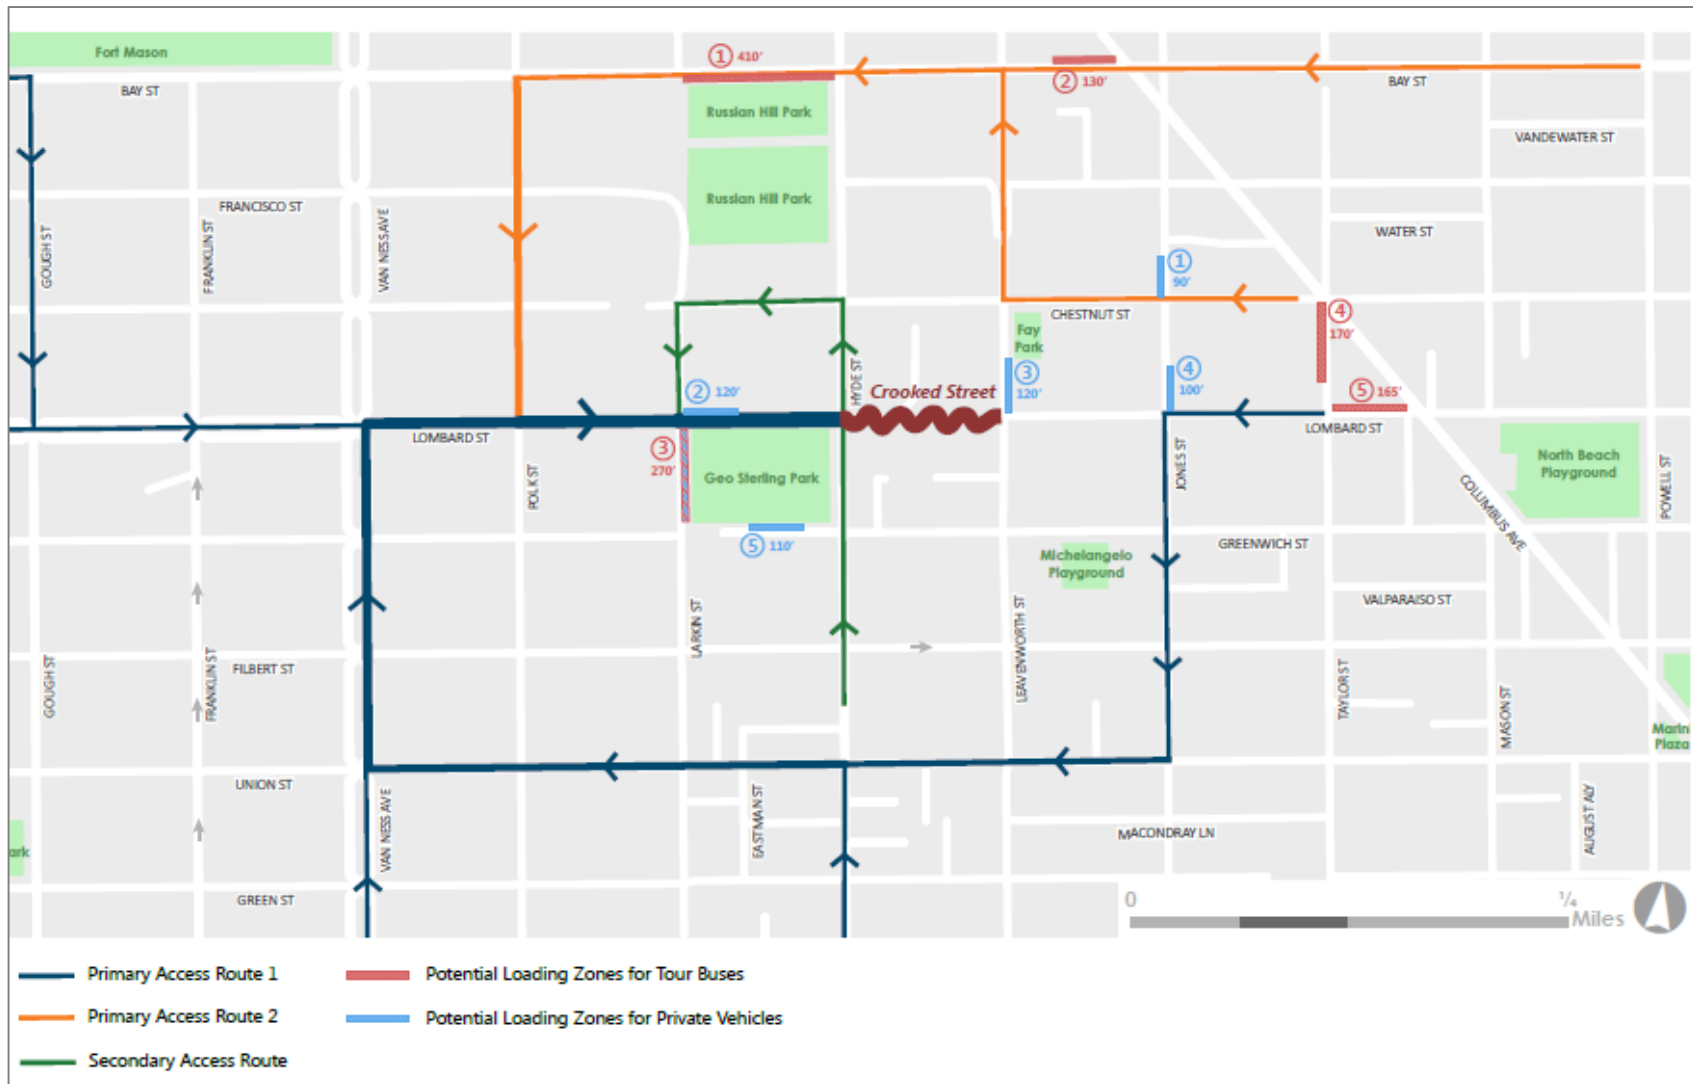 Fort Mason
① 410'
BAY ST
② 130'
BAY ST
Russian Hill Park
VANDEWATER ST
Russian Hill Park
FRANCISCO ST
WATER ST
GOUGH ST
FRANKLIN ST
VAN NESS AVE
① 90'
CHESTNUT ST
④ 170'
Fay
Park
HYDE ST
Crooked Street
② 120'
③ 120'
④ 100'
⑤ 165'
LOMBARD ST
LOMBARD ST
③ 270'
POLK ST
Geo Sterling Park
JONES ST
COLUMBUS AVE
North Beach
Playground
POWELL ST
⑤ 110'
GREENWICH ST
Michelangelo
Playground
VALPARAISO ST
GOUGH ST
FRANKLIN ST
FILBERT ST
LARKIN ST
LEAVENWORTH ST
TAYLOR ST
MASON ST
Marin
Plaza
UNION ST
VAN NESS AVE
EASTMAN ST
MACONDRAY LN
AUGUST ALY
ark
GREEN ST
0 ¼
Miles
Primary Access Route 1
Potential Loading Zones for Tour Buses
Primary Access Route 2
Potential Loading Zones for Private Vehicles
Secondary Access Route